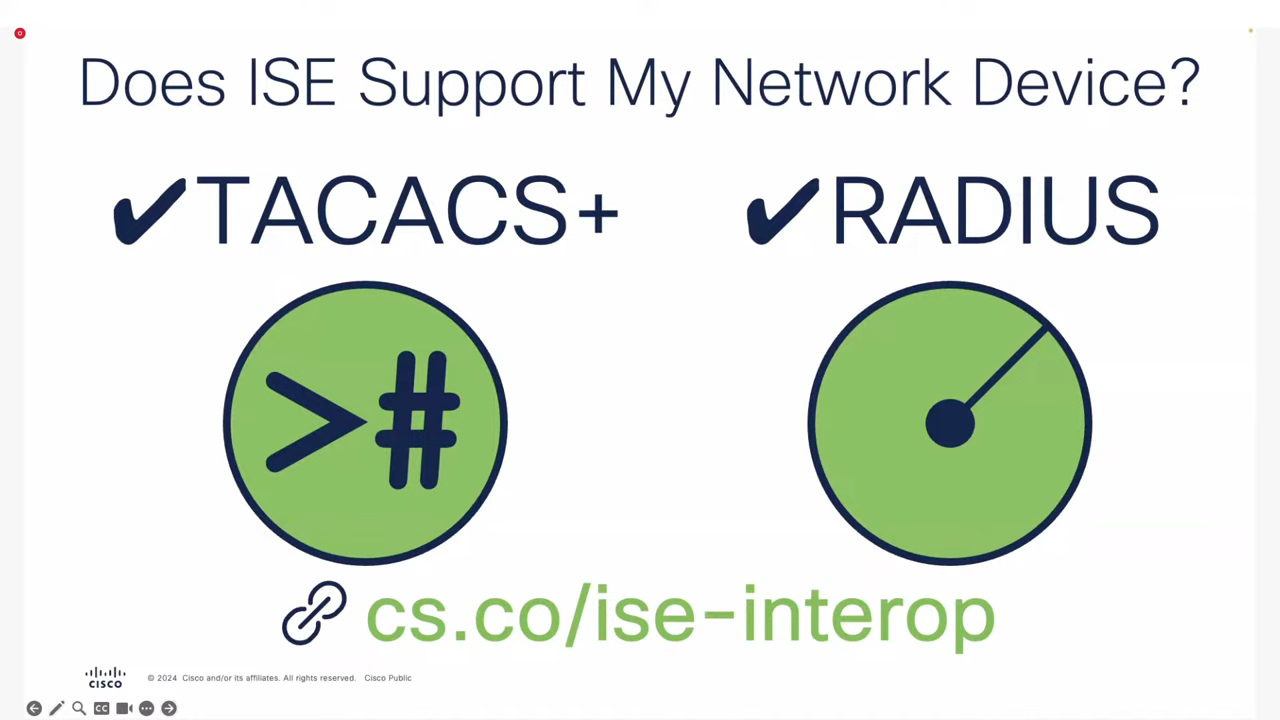 Does ISE Support My Network Device?
✔TACACS+
✔RADIUS
>#
cs.co/ise-interop
CISCO
© 2024 Cisco and/or its affiliates. All rights reserved. Cisco Public
CC